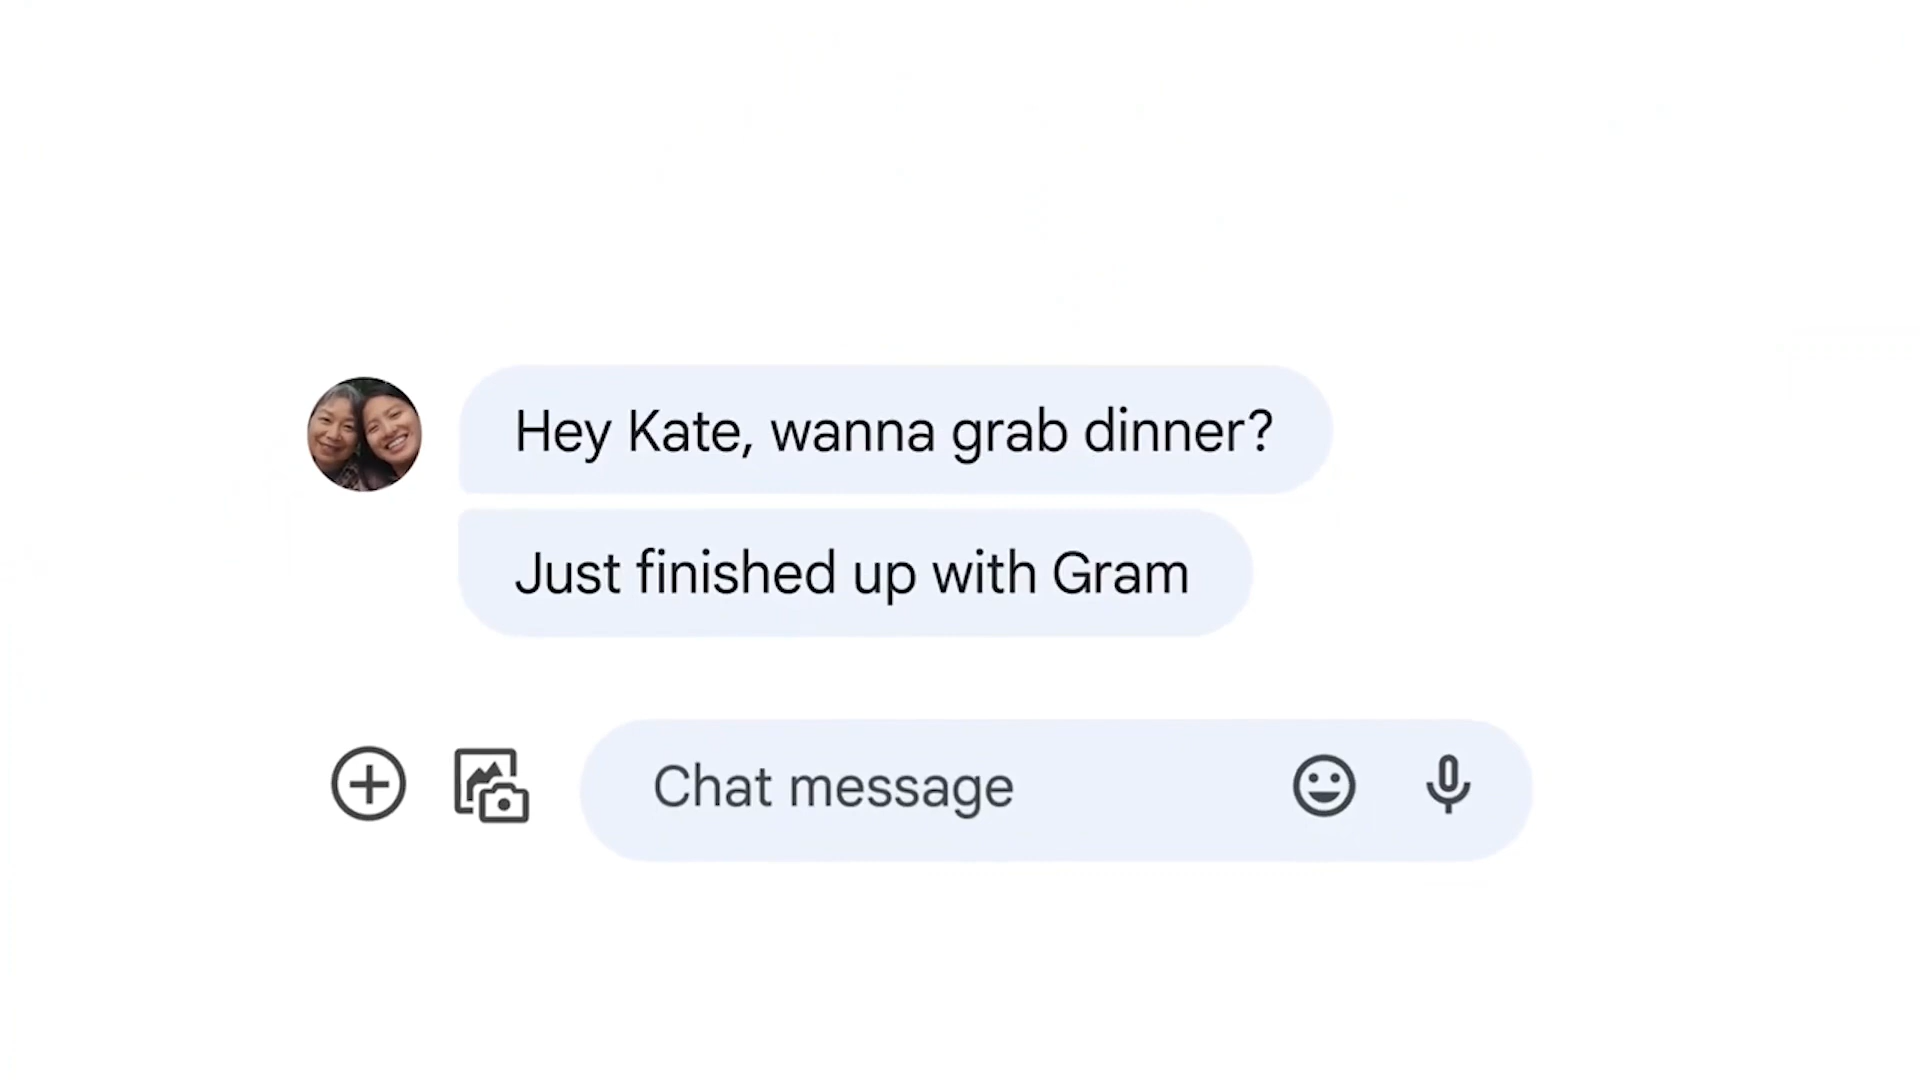 Hey Kate, wanna grab dinner?
Just finished up with Gram
Chat message